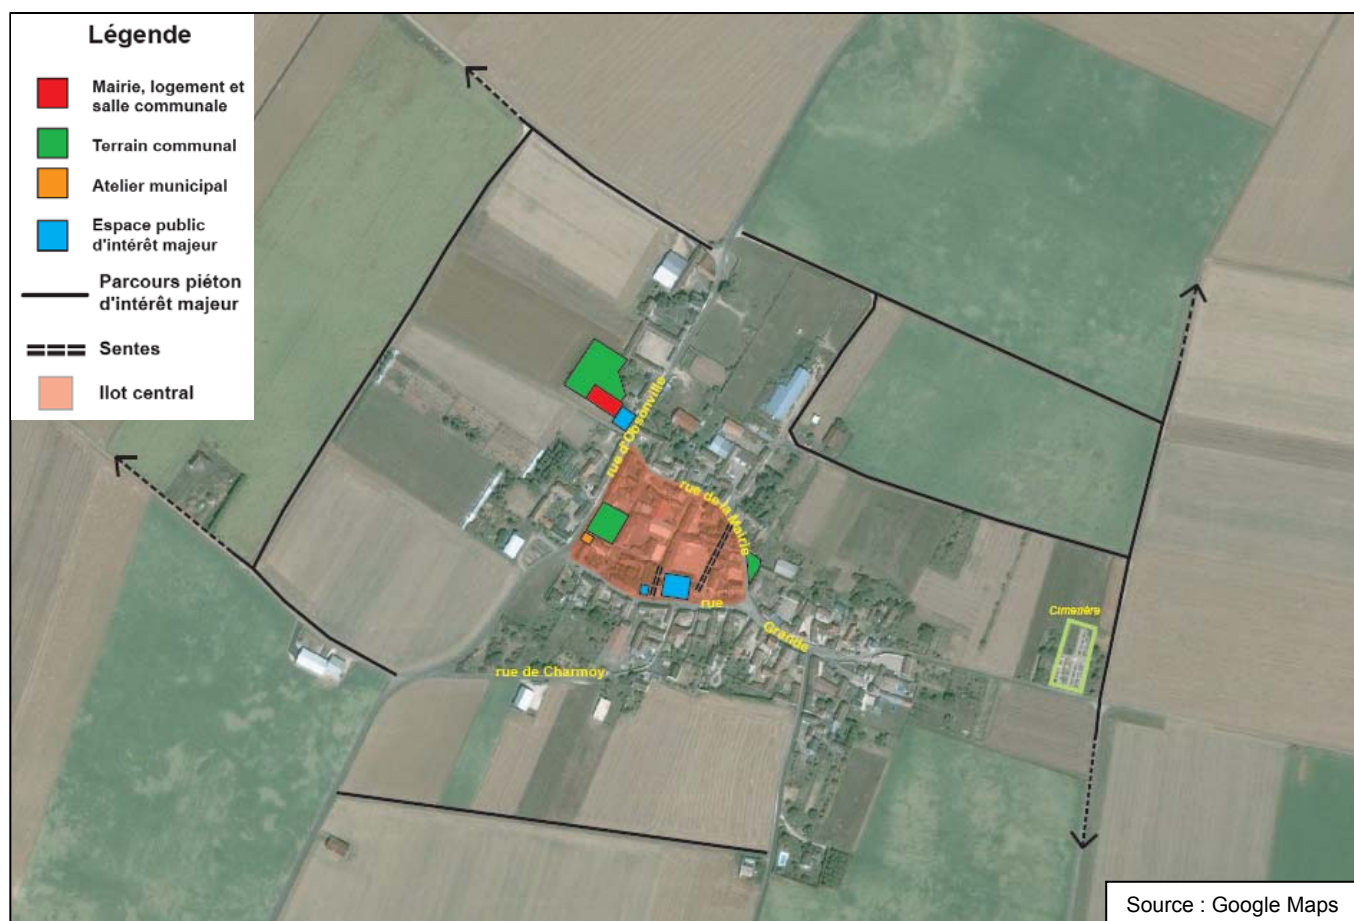 Légende
Mairie, logement et
salle communale
Terrain communal
Atelier municipal
Espace public
d'intérêt majeur
Parcours piéton
d'intérêt majeur
Sentes
Ilot central
rue d'Obsonville
rue de la Mairie
rue
Grande
rue de Charmoy
Cimetière
Source : Google Maps